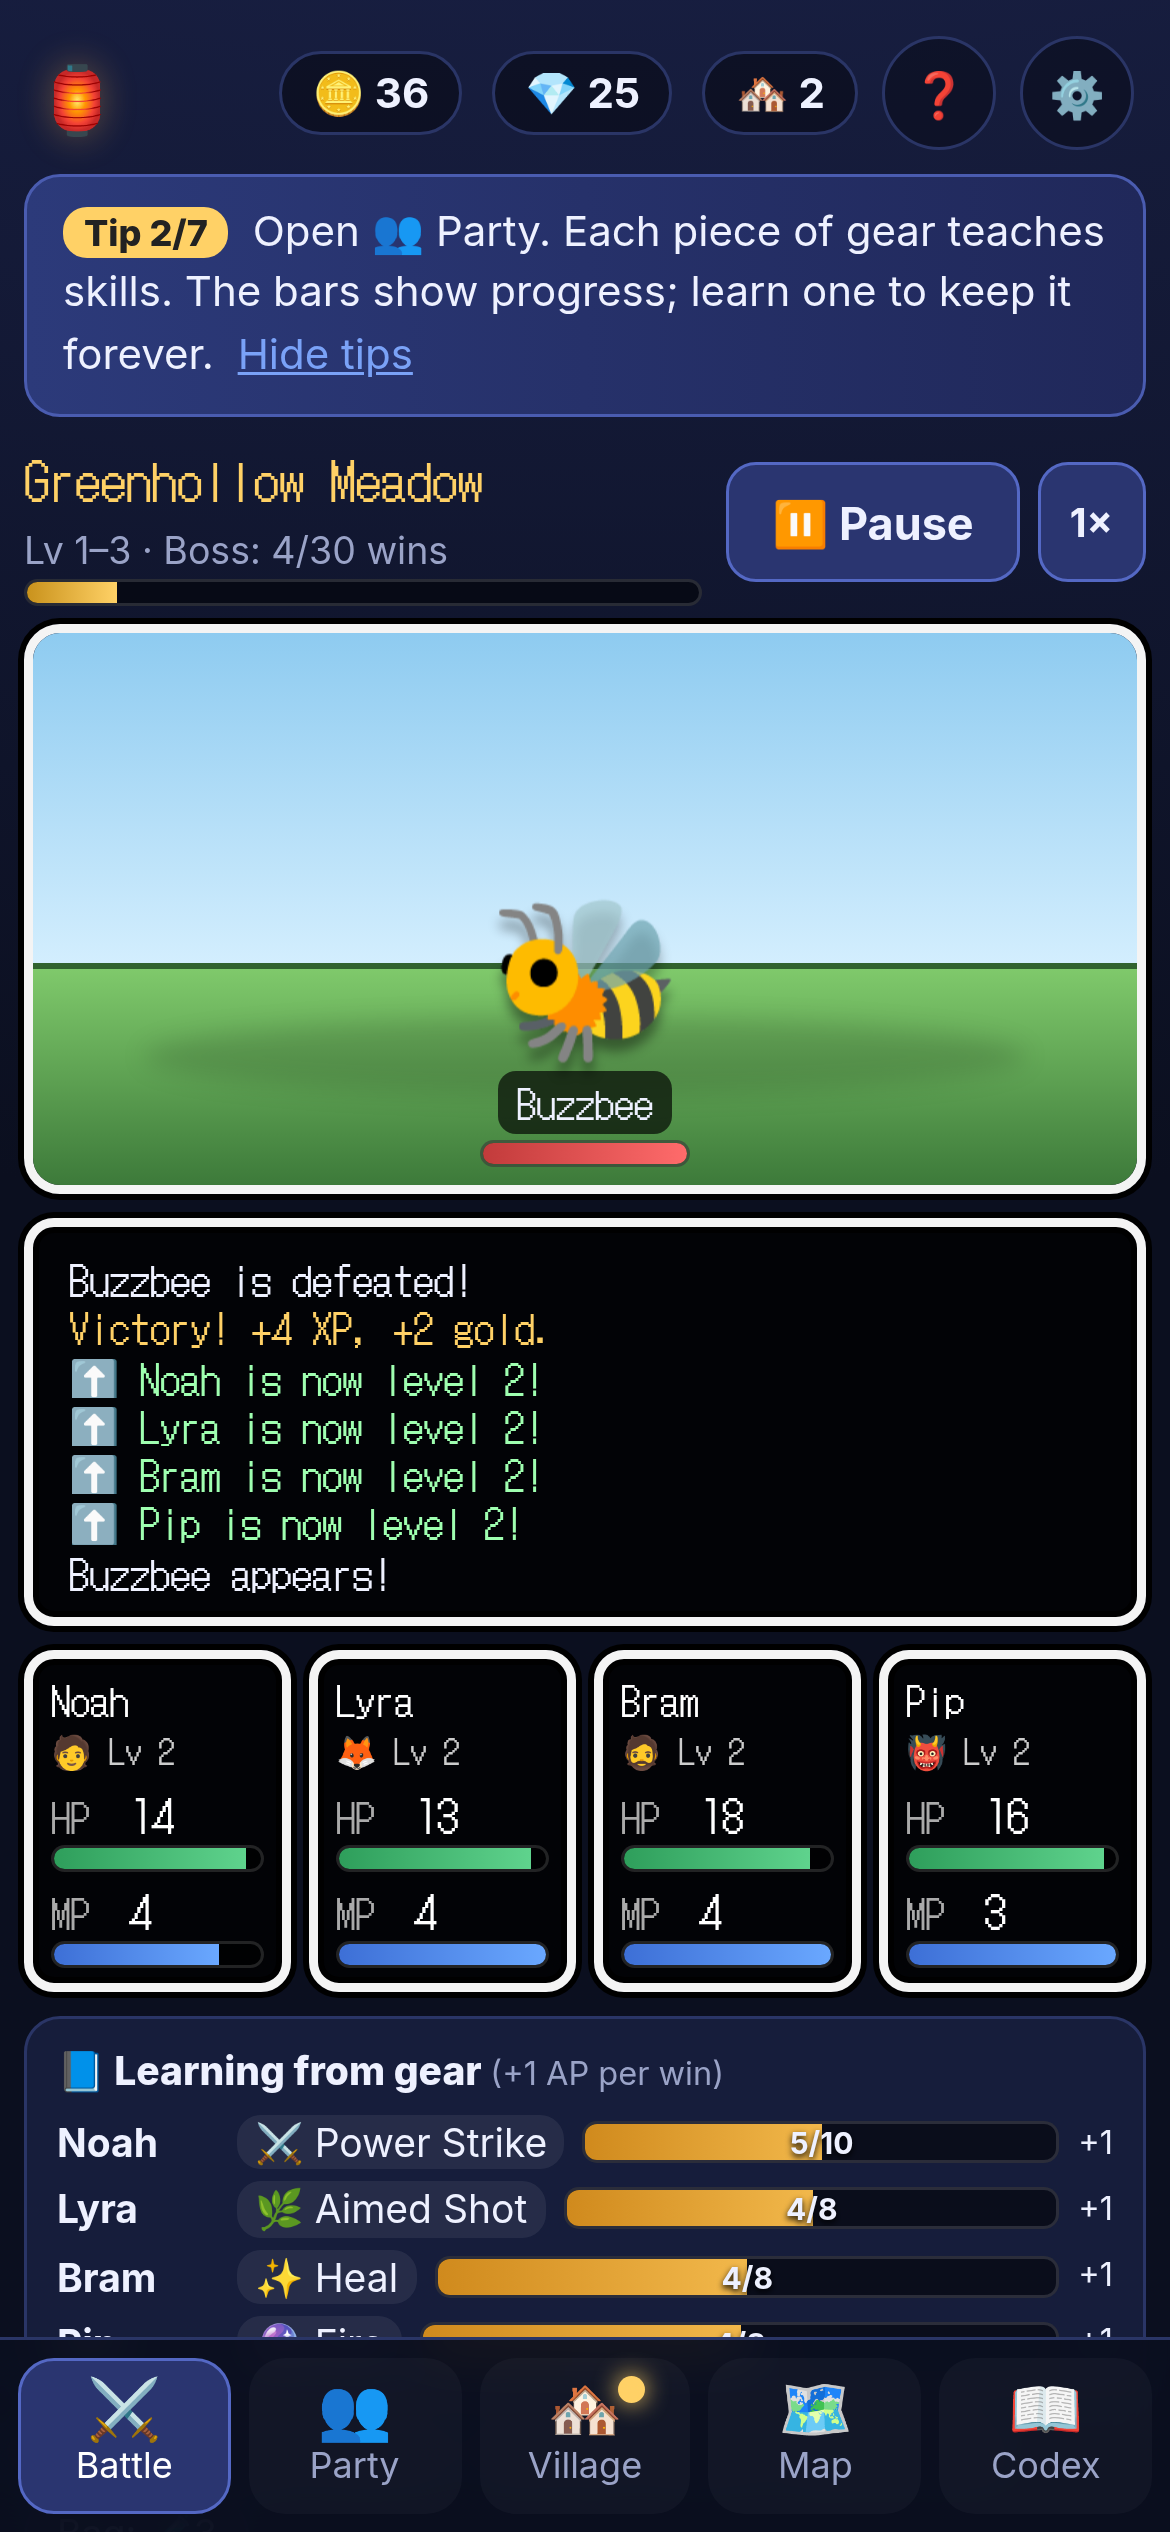 36
25
2
Tip 2/7 Open Party. Each piece of gear teaches
skills. The bars show progress; learn one to keep it
forever. Hide tips
Greenhollow Meadow
Lv 1–3 · Boss: 4/30 wins
Pause
1×
Buzzbee
Buzzbee is defeated!
Victory! +4 XP, +2 gold.
Noah is now level 2!
Lyra is now level 2!
Bram is now level 2!
Pip is now level 2!
Buzzbee appears!
Noah
Lv 2
HP 14
MP 4
Lyra
Lv 2
HP 13
MP 4
Bram
Lv 2
HP 18
MP 4
Pip
Lv 2
HP 16
MP 3
Learning from gear (+1 AP per win)
Noah Power Strike 5/10 +1
Lyra Aimed Shot 4/8 +1
Bram Heal 4/8 +1
Battle
Party
Village
Map
Codex